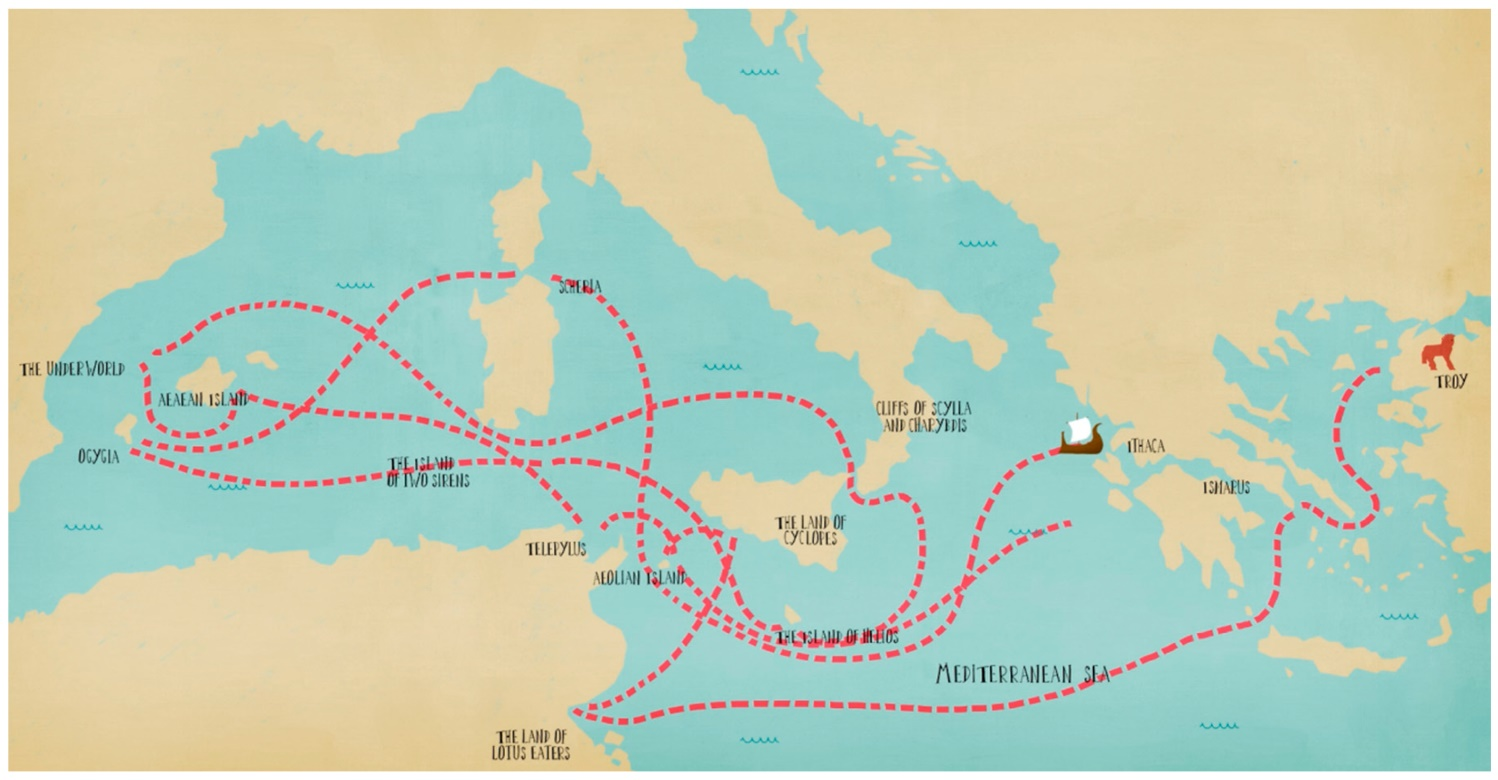 SCHERIA
THE UNDERWORLD
TROY
AEAEAN ISLAND
CLIFFS OF SCYLLA
AND CHARYBDIS
ITHACA
OGYGIA
THE ISLAND
OF TWO SIRENS
ISMARUS
THE LAND OF
CYCLOPES
TELEPYLUS
AEOLIAN ISLAND
THE ISLAND OF HELIOS
MEDITERRANEAN SEA
THE LAND OF
LOTUS EATERS